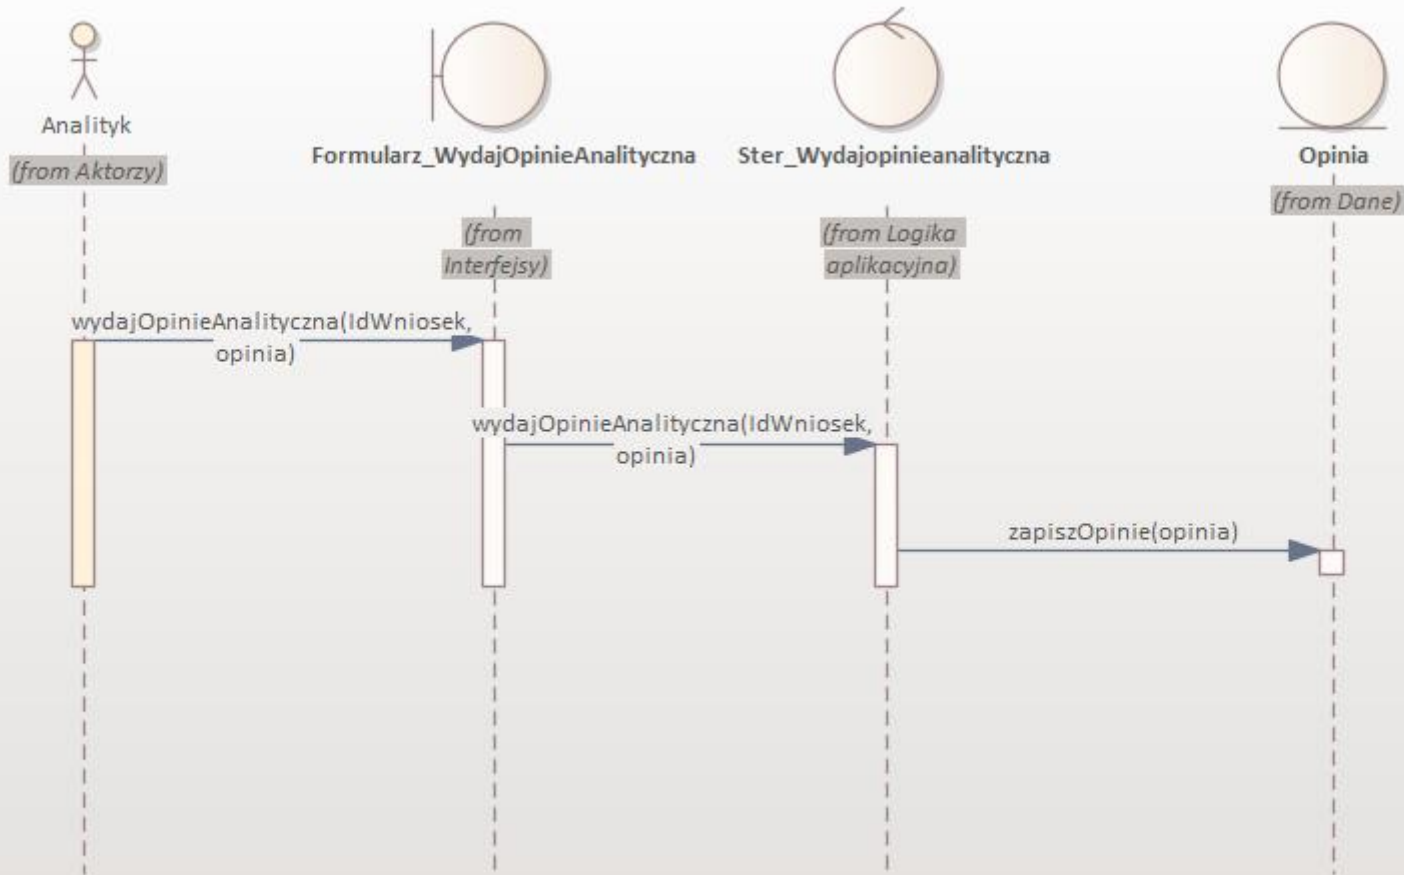 Analityk
(from Aktorzy)
Formularz_WydajOpinieAnalityczna
(from
Interfejsy)
Ster_Wydajopinieanalityczna
(from Logika
aplikacyjna)
Opinia
(from Dane)
wydajOpinieAnalityczna(IdWniosek,
opinia)
wydajOpinieAnalityczna(IdWniosek,
opinia)
zapiszOpinie(opinia)